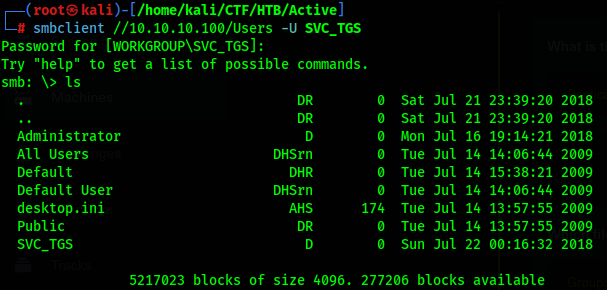 ┌──(root㉿kali)-[/home/kali/CTF/HTB/Active]
└─# smbclient //10.10.10.100/Users -U SVC_TGS
Password for [WORKGROUP\SVC_TGS]:
Try "help" to get a list of possible commands.
smb: \> ls
  .                                  DR        0  Sat Jul 21 23:39:20 2018
  ..                                 DR        0  Sat Jul 21 23:39:20 2018
  Administrator                       D        0  Mon Jul 16 19:14:21 2018
  All Users                       DHSrn        0  Tue Jul 14 14:06:44 2009
  Default                           DHR        0  Tue Jul 14 15:38:21 2009
  Default User                    DHSrn        0  Tue Jul 14 14:06:44 2009
  desktop.ini                       AHS      174  Tue Jul 14 13:57:55 2009
  Public                             DR        0  Tue Jul 14 13:57:55 2009
  SVC_TGS                             D        0  Sun Jul 22 00:16:32 2018
                5217023 blocks of size 4096. 277206 blocks available